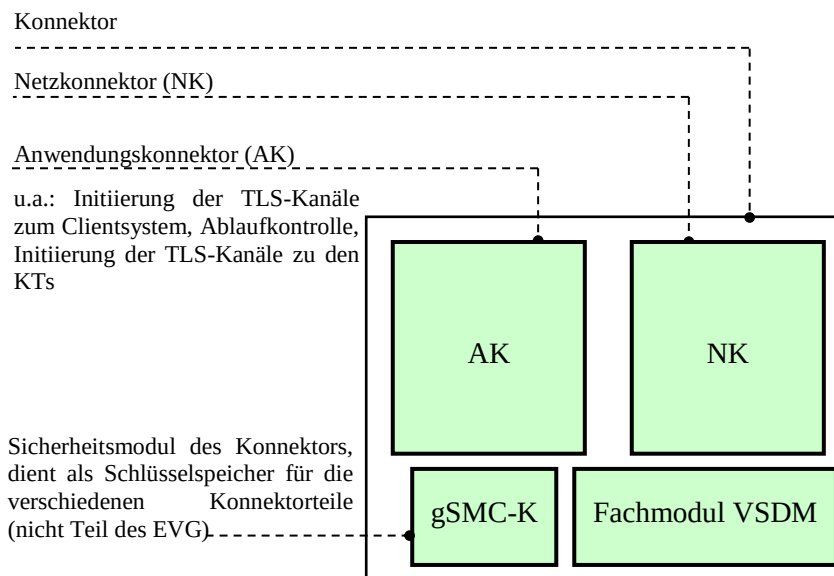 Konnektor
Netzkonnektor (NK)
Anwendungskonnektor (AK)
u.a.: Initiierung der TLS-Kanäle
zum Clientsystem, Ablaufkontrolle,
Initiierung der TLS-Kanäle zu den
KTs
AK
NK
Sicherheitsmodul des Konnektors,
dient als Schlüsselspeicher für die
verschiedenen Konnektorteile
(nicht Teil des EVG)
gSMC-K
Fachmodul VSDM